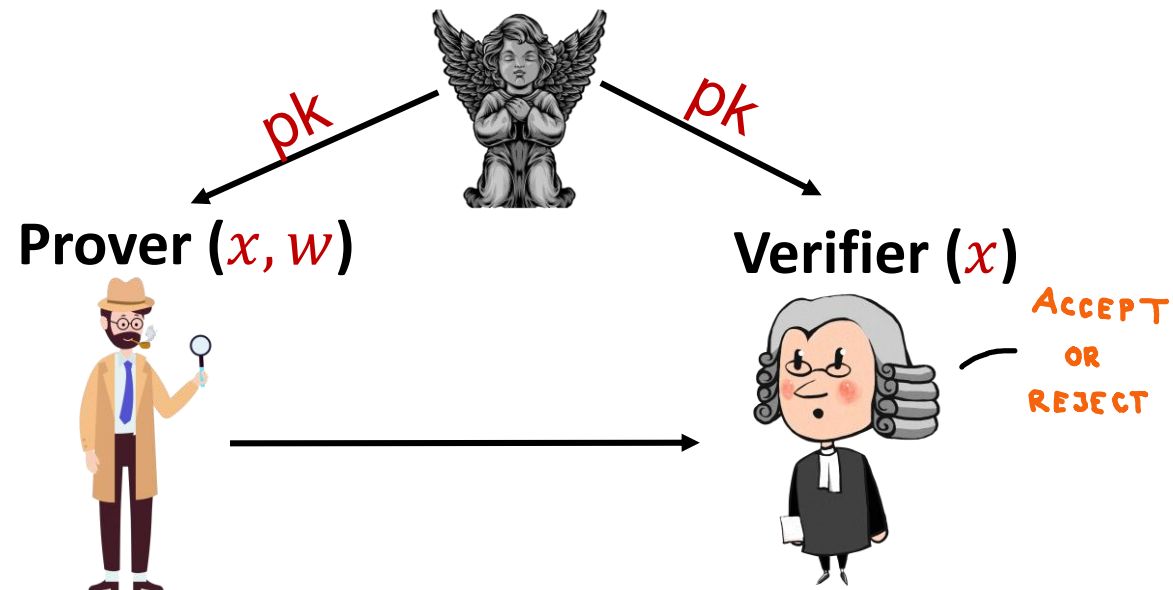 pk
pk
Prover (x, w)
Verifier (x)
ACCEPT
OR
REJECT